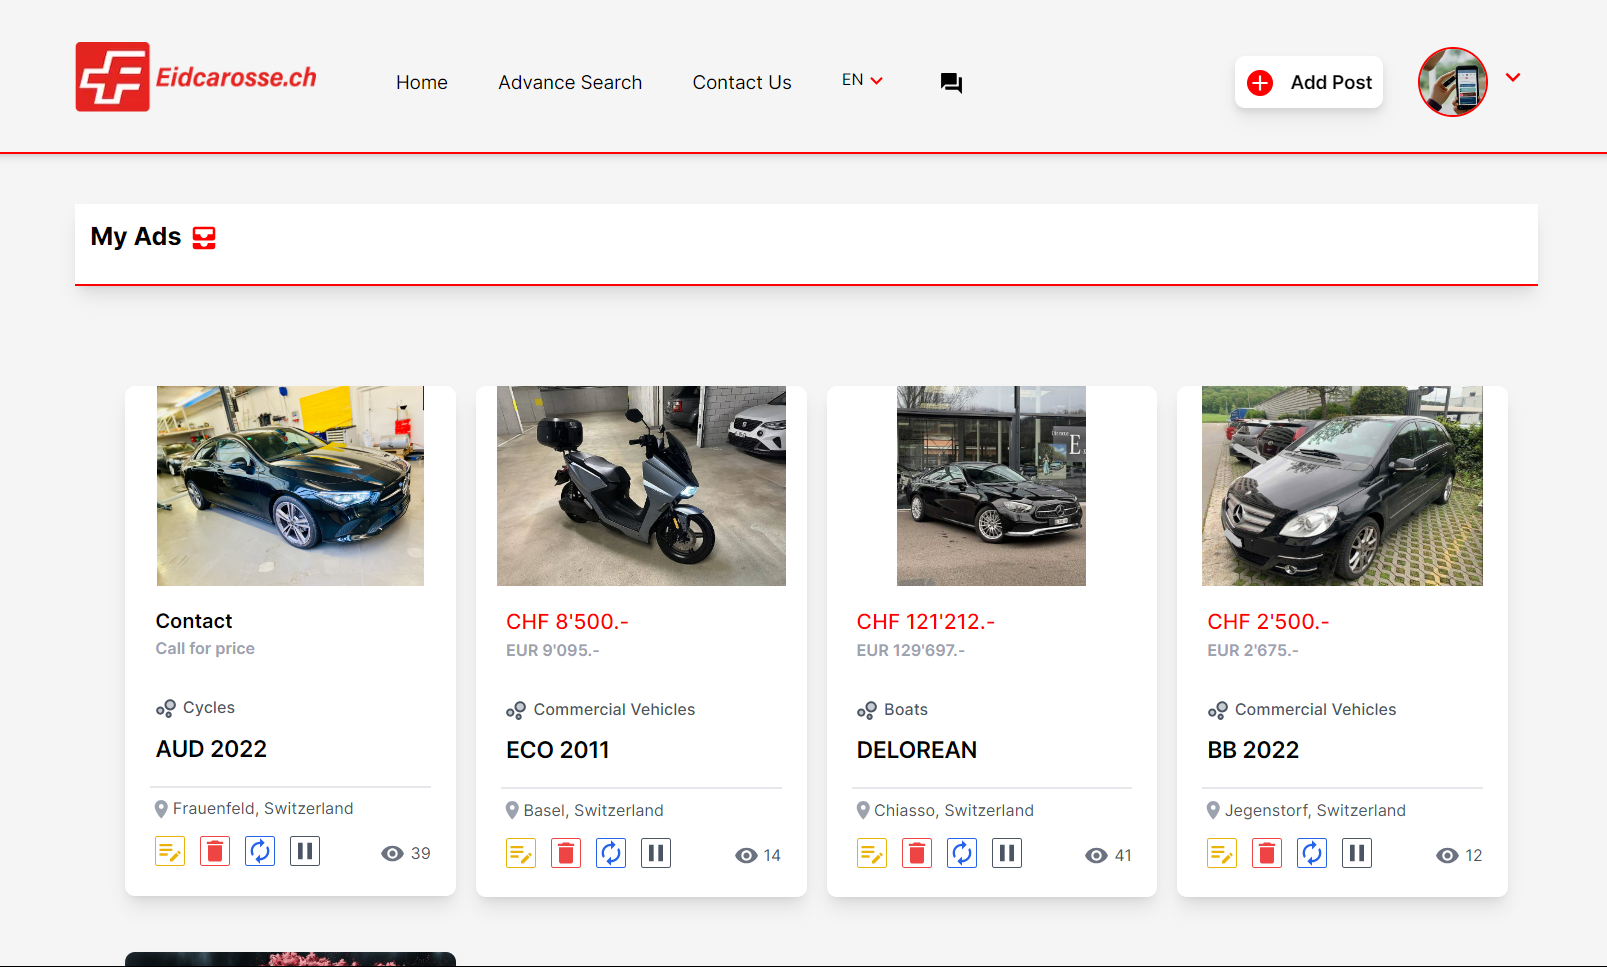 Eidcarosse.ch
Home
Advance Search
Contact Us
EN
Add Post
My Ads
Contact
Call for price
Cycles
AUD 2022
Frauenfeld, Switzerland
39
CHF 8'500.-
EUR 9'095.-
Commercial Vehicles
ECO 2011
Basel, Switzerland
14
E
CHF 121'212.-
EUR 129'697.-
Boats
DELOREAN
Chiasso, Switzerland
41
CHF 2'500.-
EUR 2'675.-
Commercial Vehicles
BB 2022
Jegenstorf, Switzerland
12